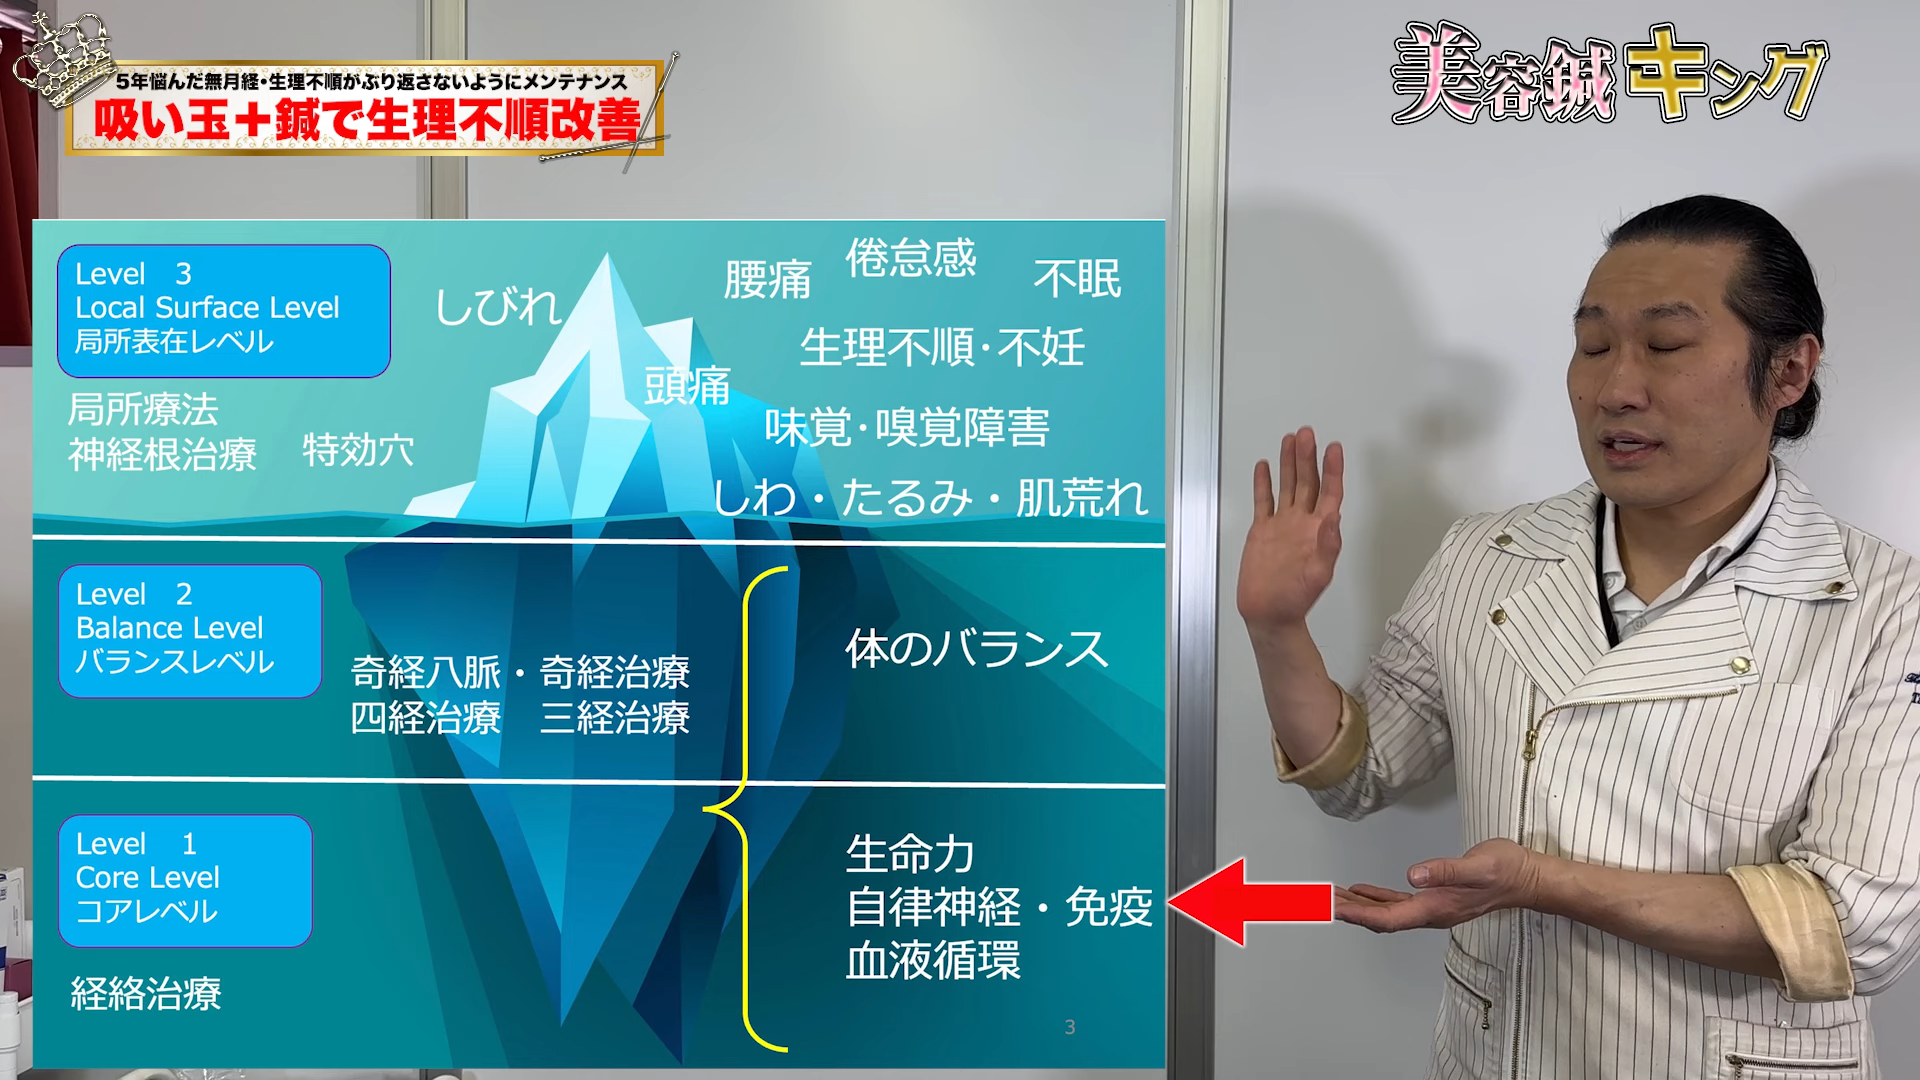 5年悩んだ無月経・生理不順がぶり返さないようにメンテナンス
吸い玉＋鍼で生理不順改善
美容鍼キング
Level 3
Local Surface Level
局所表在レベル
局所療法
神経根治療
特効穴
しびれ
頭痛
腰痛
倦怠感
不眠
生理不順・不妊
味覚・嗅覚障害
しわ・たるみ・肌荒れ
Level 2
Balance Level
バランスレベル
奇経八脈・奇経治療
四経治療 三経治療
体のバランス
Level 1
Core Level
コアレベル
経絡治療
生命力
自律神経・免疫
血液循環
3